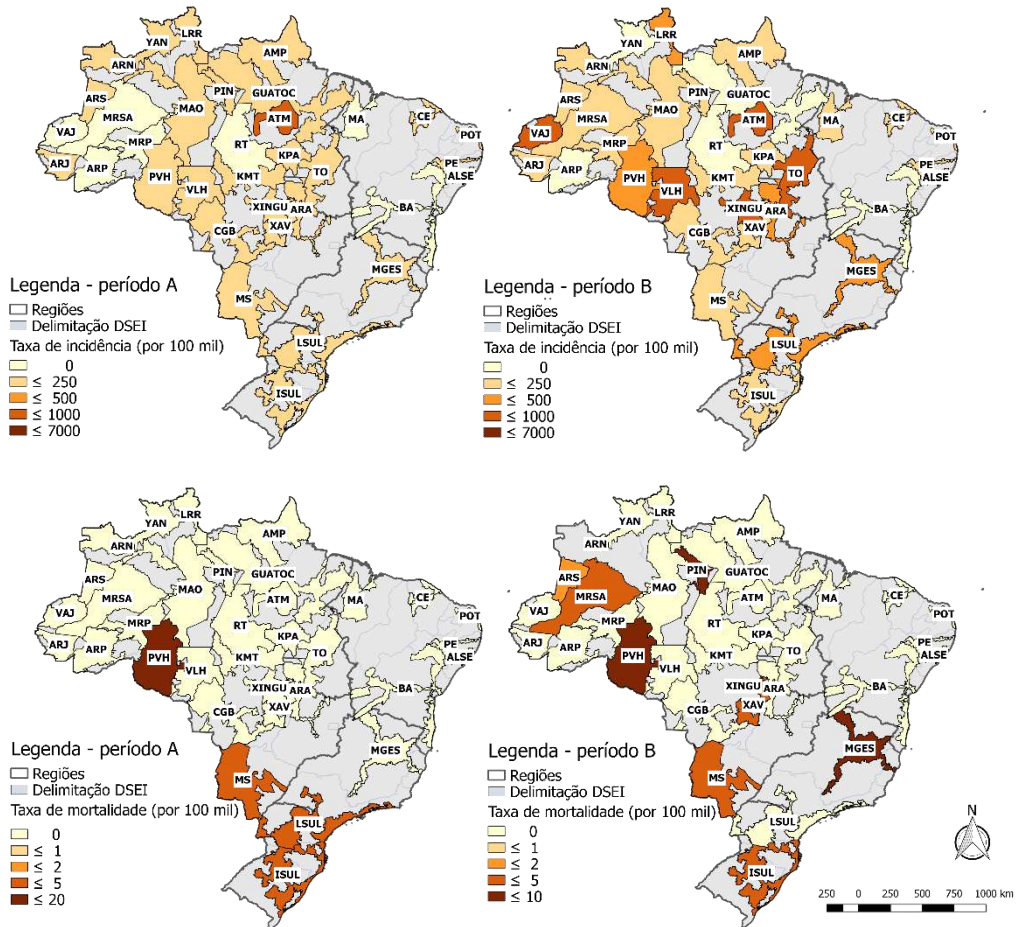 LRR
YAN
AMP
ARN
PIN
GUATOC
ARS
MAO
ATM
MA
CE
VAJ
MRSA
POT
MRP
RT
KPA
PE
ARJ
ARP
TO
ALSE
PVH
KMT
VLH
XINGU
ARA
BA
CGB
XAV
MGES
MS
LSUL
ISUL
Legenda - período A
Regiões
Delimitação DSEI
Taxa de incidência (por 100 mil)
0
≤ 250
≤ 500
≤ 1000
≤ 7000
LRR
YAN
AMP
ARN
PIN
GUATOC
ARS
MAO
ATM
MA
CE
VAJ
MRSA
POT
MRP
RT
KPA
PE
ARJ
ARP
TO
ALSE
PVH
KMT
VLH
XINGU
ARA
BA
CGB
XAV
MGES
MS
LSUL
ISUL
Legenda - período B
Regiões
Delimitação DSEI
Taxa de incidência (por 100 mil)
0
≤ 250
≤ 500
≤ 1000
≤ 7000
LRR
YAN
AMP
ARN
PIN
GUATOC
ARS
MAO
ATM
MA
CE
VAJ
MRSA
POT
MRP
RT
KPA
PE
ARJ
ARP
TO
ALSE
PVH
KMT
VLH
XINGU
ARA
BA
CGB
XAV
MGES
MS
LSUL
ISUL
Legenda - período A
Regiões
Delimitação DSEI
Taxa de mortalidade (por 100 mil)
0
≤ 1
≤ 2
≤ 5
≤ 20
LRR
YAN
AMP
ARN
PIN
GUATOC
ARS
MAO
ATM
MA
CE
VAJ
MRSA
POT
MRP
RT
KPA
PE
ARJ
ARP
TO
ALSE
PVH
KMT
VLH
XINGU
ARA
BA
CGB
XAV
MGES
MS
LSUL
ISUL
Legenda - período B
Regiões
Delimitação DSEI
Taxa de mortalidade (por 100 mil)
0
≤ 1
≤ 2
≤ 5
≤ 10
N
250 0 250 500 750 1000 km